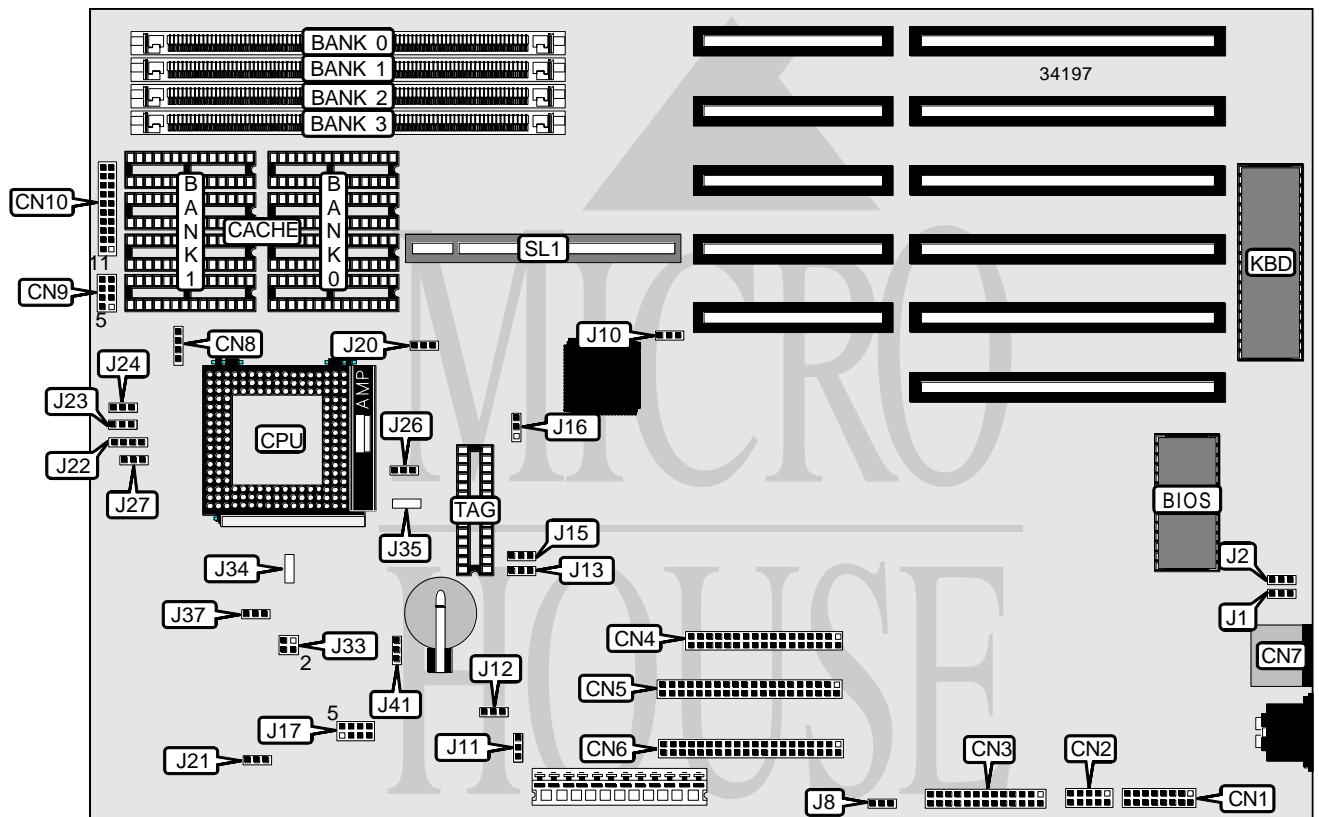 BANK 0
34197
BANK 1
BANK 2
BANK 3
CN10
BANK 1
CACHE
BANK 0
SL1
KBD
11
CN9
5
CN8
J20
J10
J24
J23
AMP
J22
CPU
J26
J16
J27
TAG
BIOS
J35
J15
J34
J13
J2
J37
J1
CN4
J33
2
CN7
J41
J12
CN5
5
J17
J11
CN6
CN3
CN2
J21
J8
CN1
MICRO
HOUSE